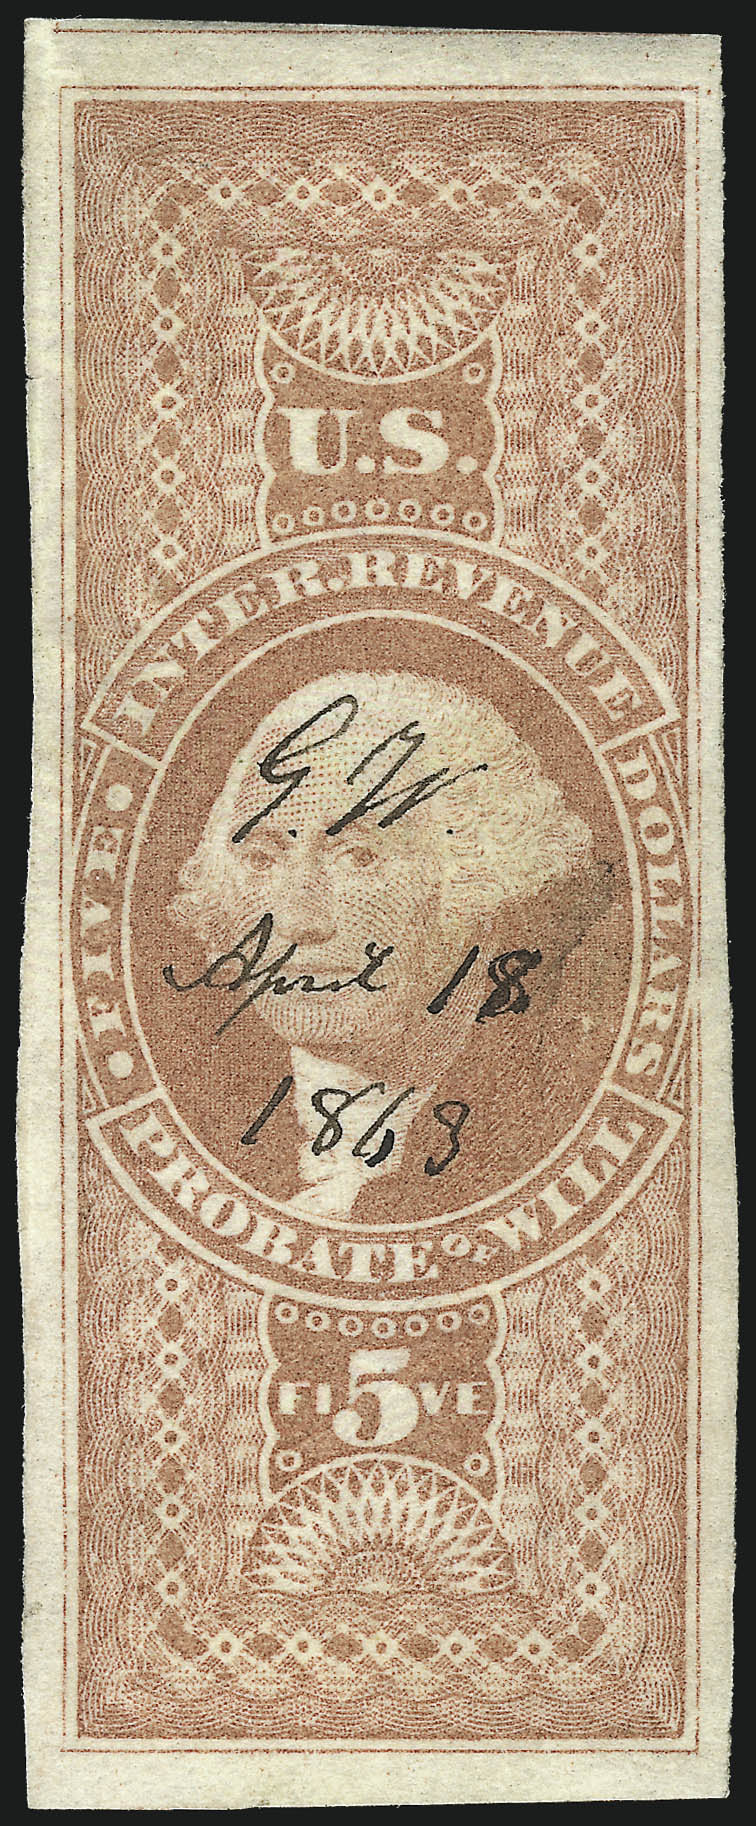 U.S.
INTER. REVENUE
FIVE
DOLLARS
G. W.
April 18
1863
PROBATE OF WILL
FI 5 VE